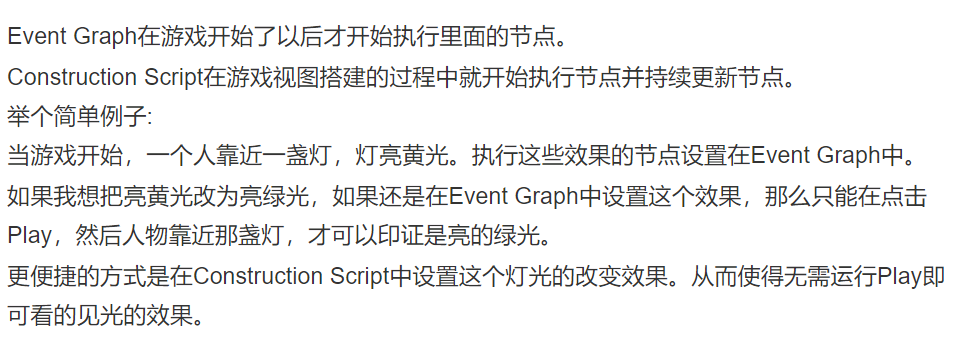 Event Graph在游戏开始了以后才开始执行里面的节点。
Construction Script在游戏视图搭建的过程中就开始执行节点并持续更新节点。
举个简单例子:
当游戏开始，一个人靠近一盏灯，灯亮黄光。执行这些效果的节点设置在Event Graph中。
如果我想把亮黄光改为亮绿光，如果还是在Event Graph中设置这个效果，那么只能在点击
Play，然后人物靠近那盏灯，才可以印证是亮的绿光。
更便捷的方式是在Construction Script中设置这个灯光的改变效果。从而使得无需运行Play即
可看的见光的效果。